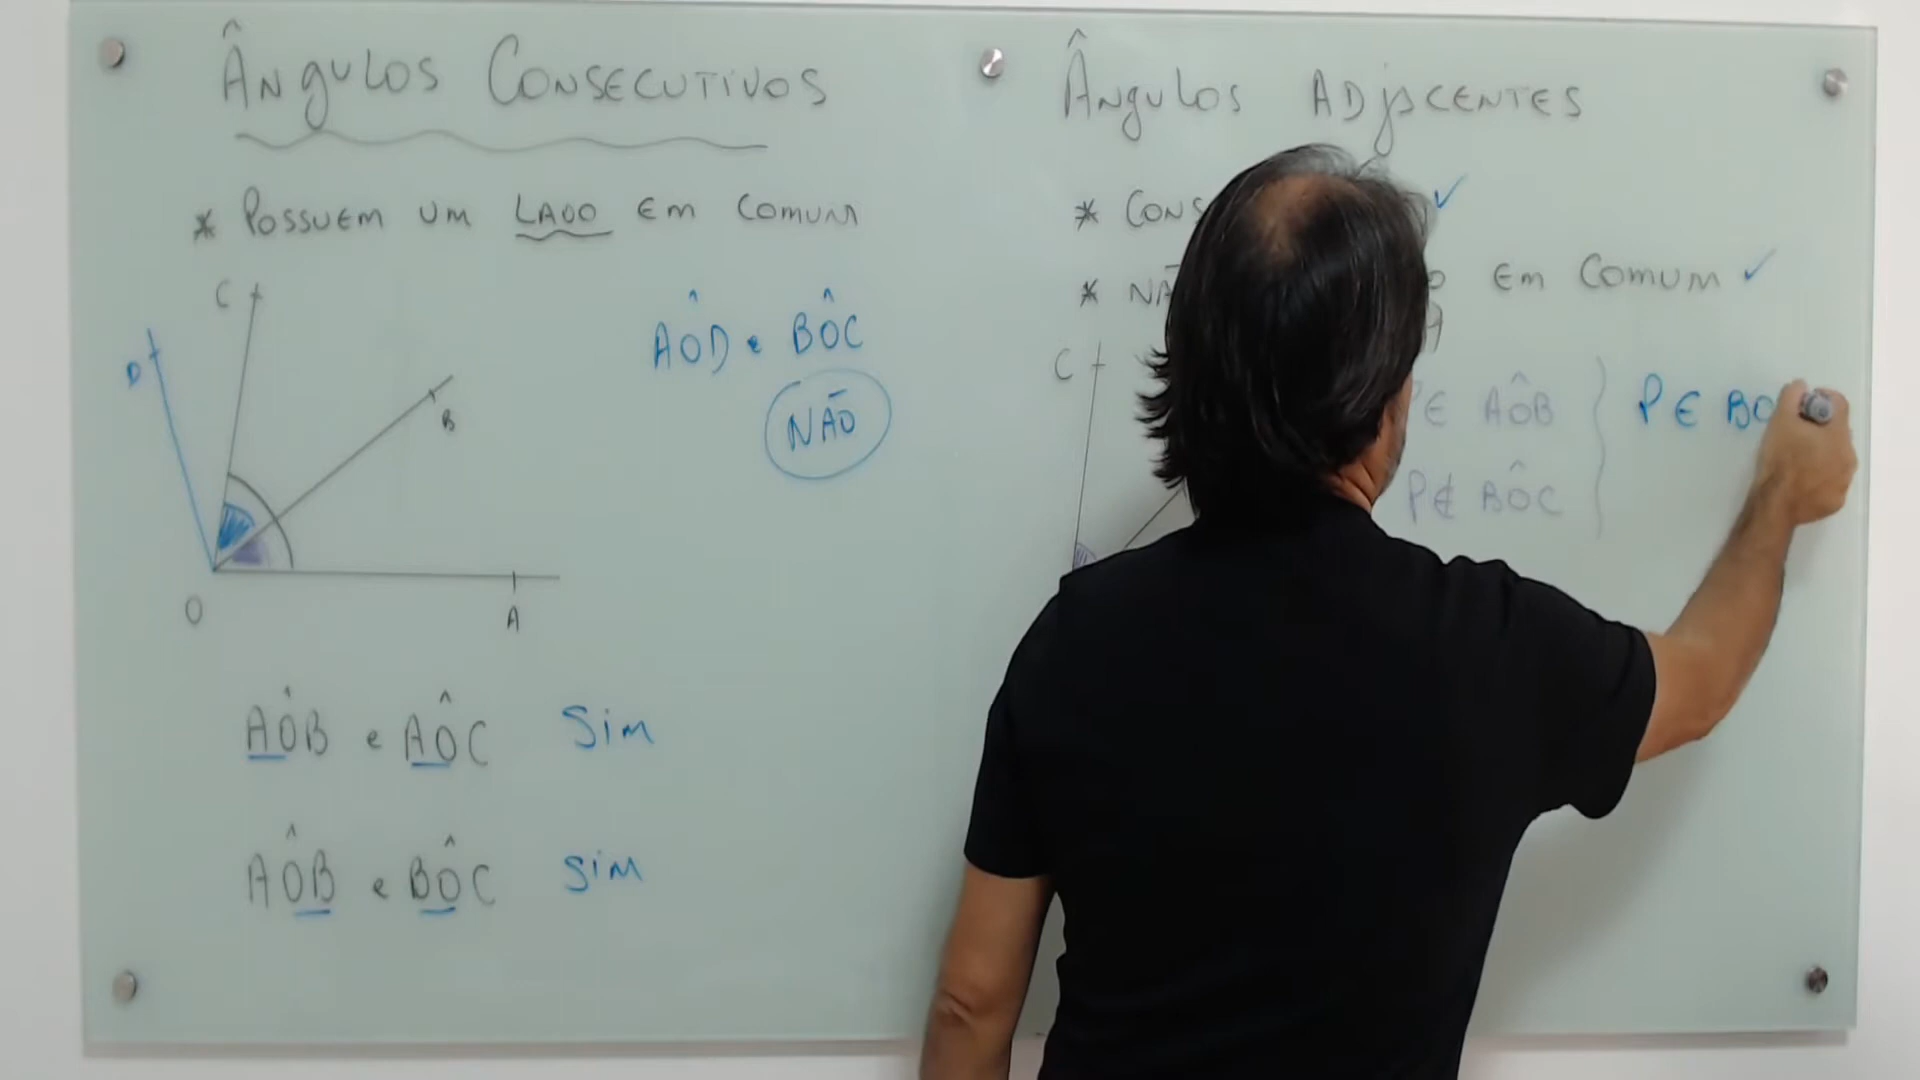 Ângulos Consecutivos
* Possuem um LADO em comum
C
D
B
O
A
AÔD e BÔC
NÃO
AÔB e AÔC Sim
AÔB e BÔC Sim
Ângulos Adjacentes
*
* em comum
C
P∈ AÔB
P∉ BÔC
P∈